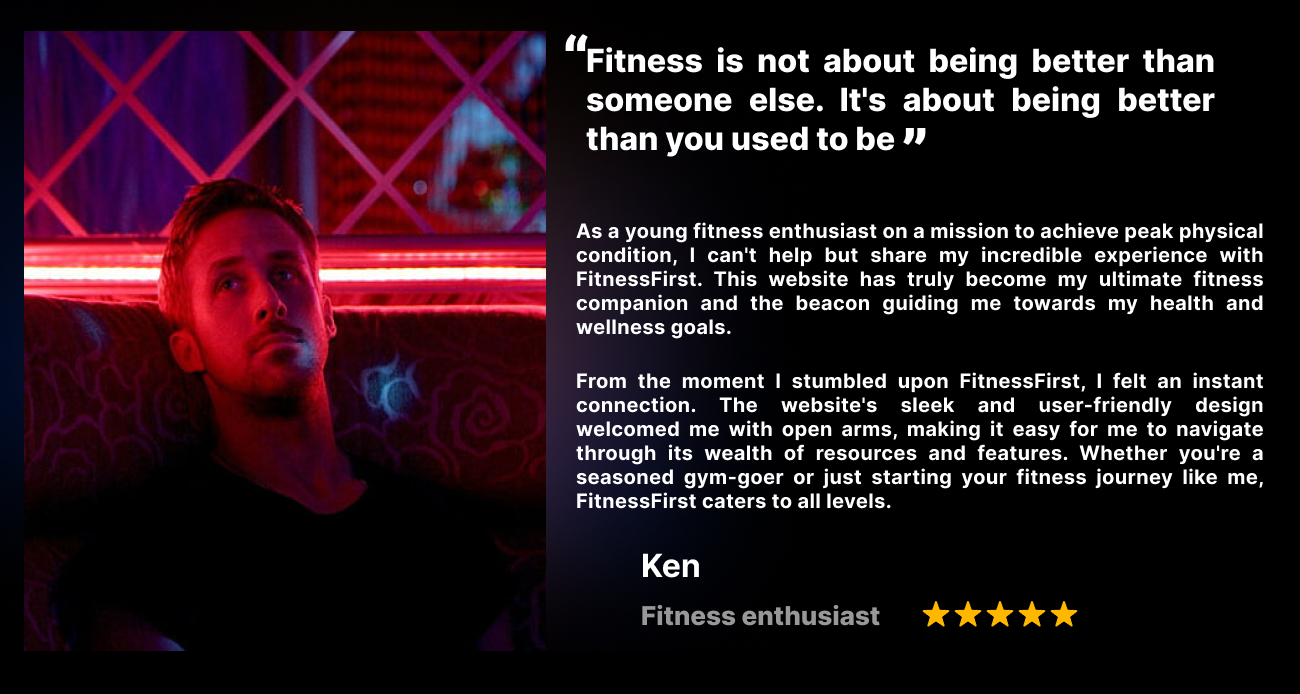 “Fitness is not about being better than
someone else. It's about being better
than you used to be ”
As a young fitness enthusiast on a mission to achieve peak physical
condition, I can't help but share my incredible experience with
FitnessFirst. This website has truly become my ultimate fitness
companion and the beacon guiding me towards my health and
wellness goals.
From the moment I stumbled upon FitnessFirst, I felt an instant
connection. The website's sleek and user-friendly design
welcomed me with open arms, making it easy for me to navigate
through its wealth of resources and features. Whether you're a
seasoned gym-goer or just starting your fitness journey like me,
FitnessFirst caters to all levels.
Ken
Fitness enthusiast